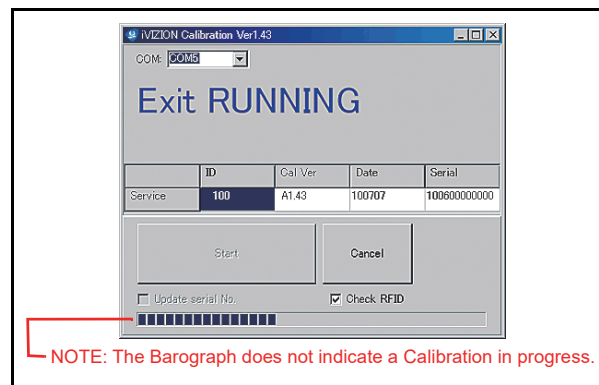 iVIZION Calibration Ver1.43
COM: COM5
Exit RUNNING
ID Cal Ver Date Serial
Service 100 A1.43 100707 100600000000
Start Cancel
Update serial No. Check RFID
NOTE: The Barograph does not indicate a Calibration in progress.